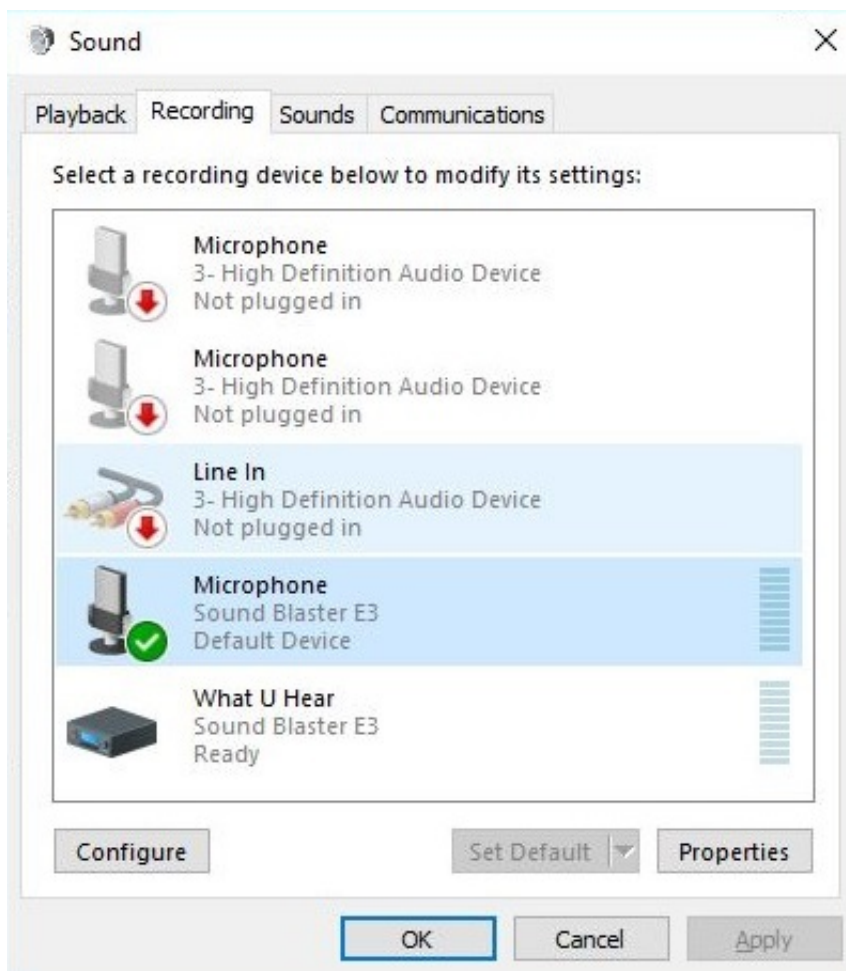 Sound
Playback Recording Sounds Communications
Select a recording device below to modify its settings:
Microphone
3- High Definition Audio Device
Not plugged in
Microphone
3- High Definition Audio Device
Not plugged in
Line In
3- High Definition Audio Device
Not plugged in
Microphone
Sound Blaster E3
Default Device
What U Hear
Sound Blaster E3
Ready
Configure Set Default Properties
OK Cancel Apply